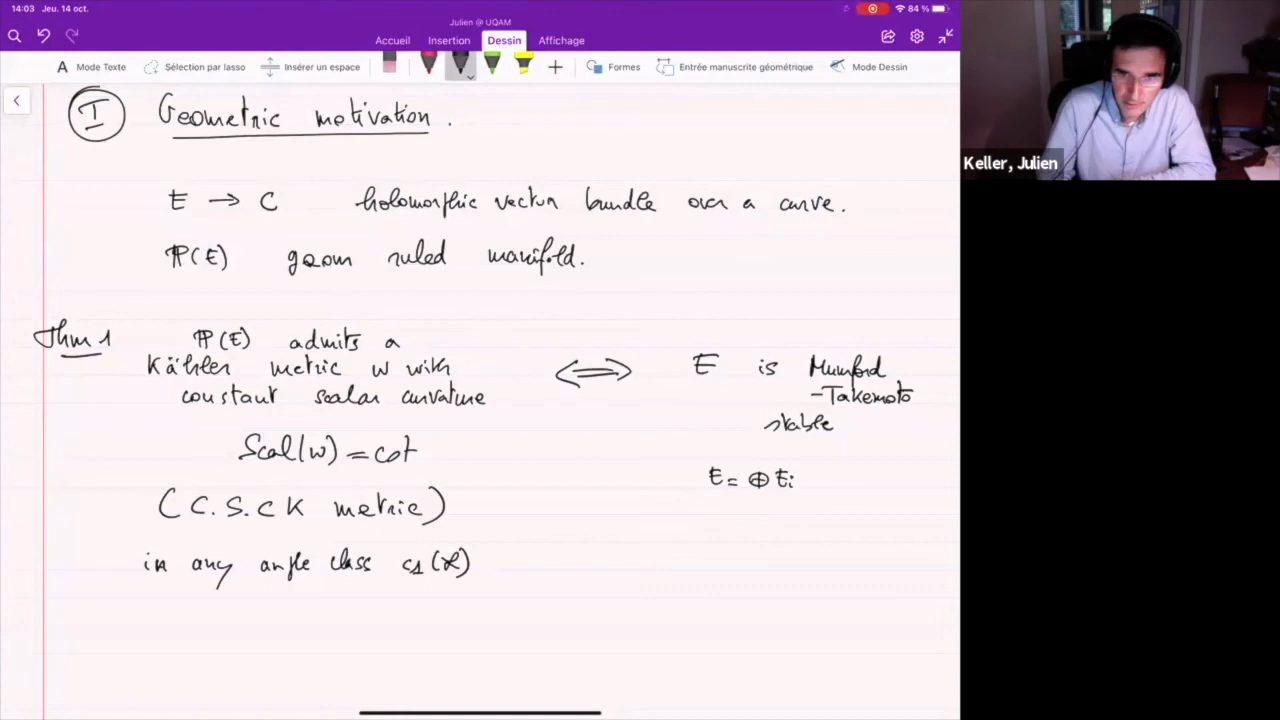 14:03 Jeu. 14 oct.
84 %
Julien @ UQAM
Accueil Insertion Dessin Affichage
Mode Texte Sélection par lasso Insérer un espace Formes Entrée manuscrite géométrique Mode Dessin
I Geometric motivation.
E → C holomorphic vector bundle over a curve.
ℙ(E) geom ruled manifold.
Thm 1 ℙ(E) admits a
Kähler metric w with
constant scalar curvature
⟺ E is Mumford
-Takemoto
stable
Scal(w) = cst
E = ⊕ Ei
(C.S.C K metric)
in any ample class c1(ℒ)
Keller, Julien